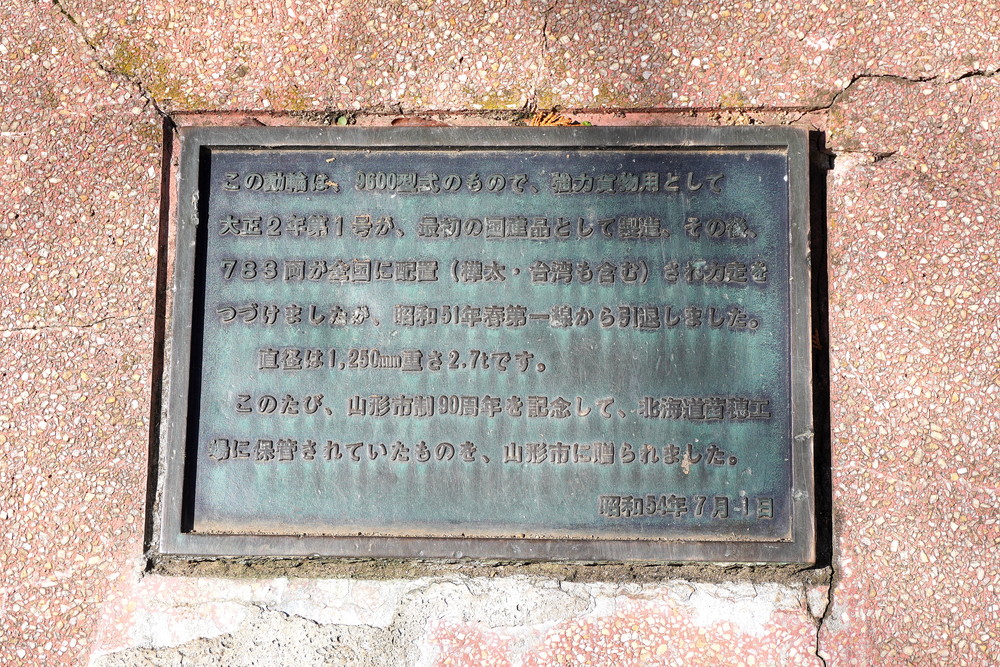 この動輪は、9600型式のもので、強力貨物用として
大正２年第１号が、最初の国産品として製造。その後、
７８３両が全国に配置（樺太・台湾も含む）され力走を
つづけましたが、昭和51年春第一線から引退しました。
直径は1,250mm重さ2.7tです。
このたび、山形市制90周年を記念して、北海道苗穂工
場に保管されていたものを、山形市に贈られました。
昭和54年７月１日